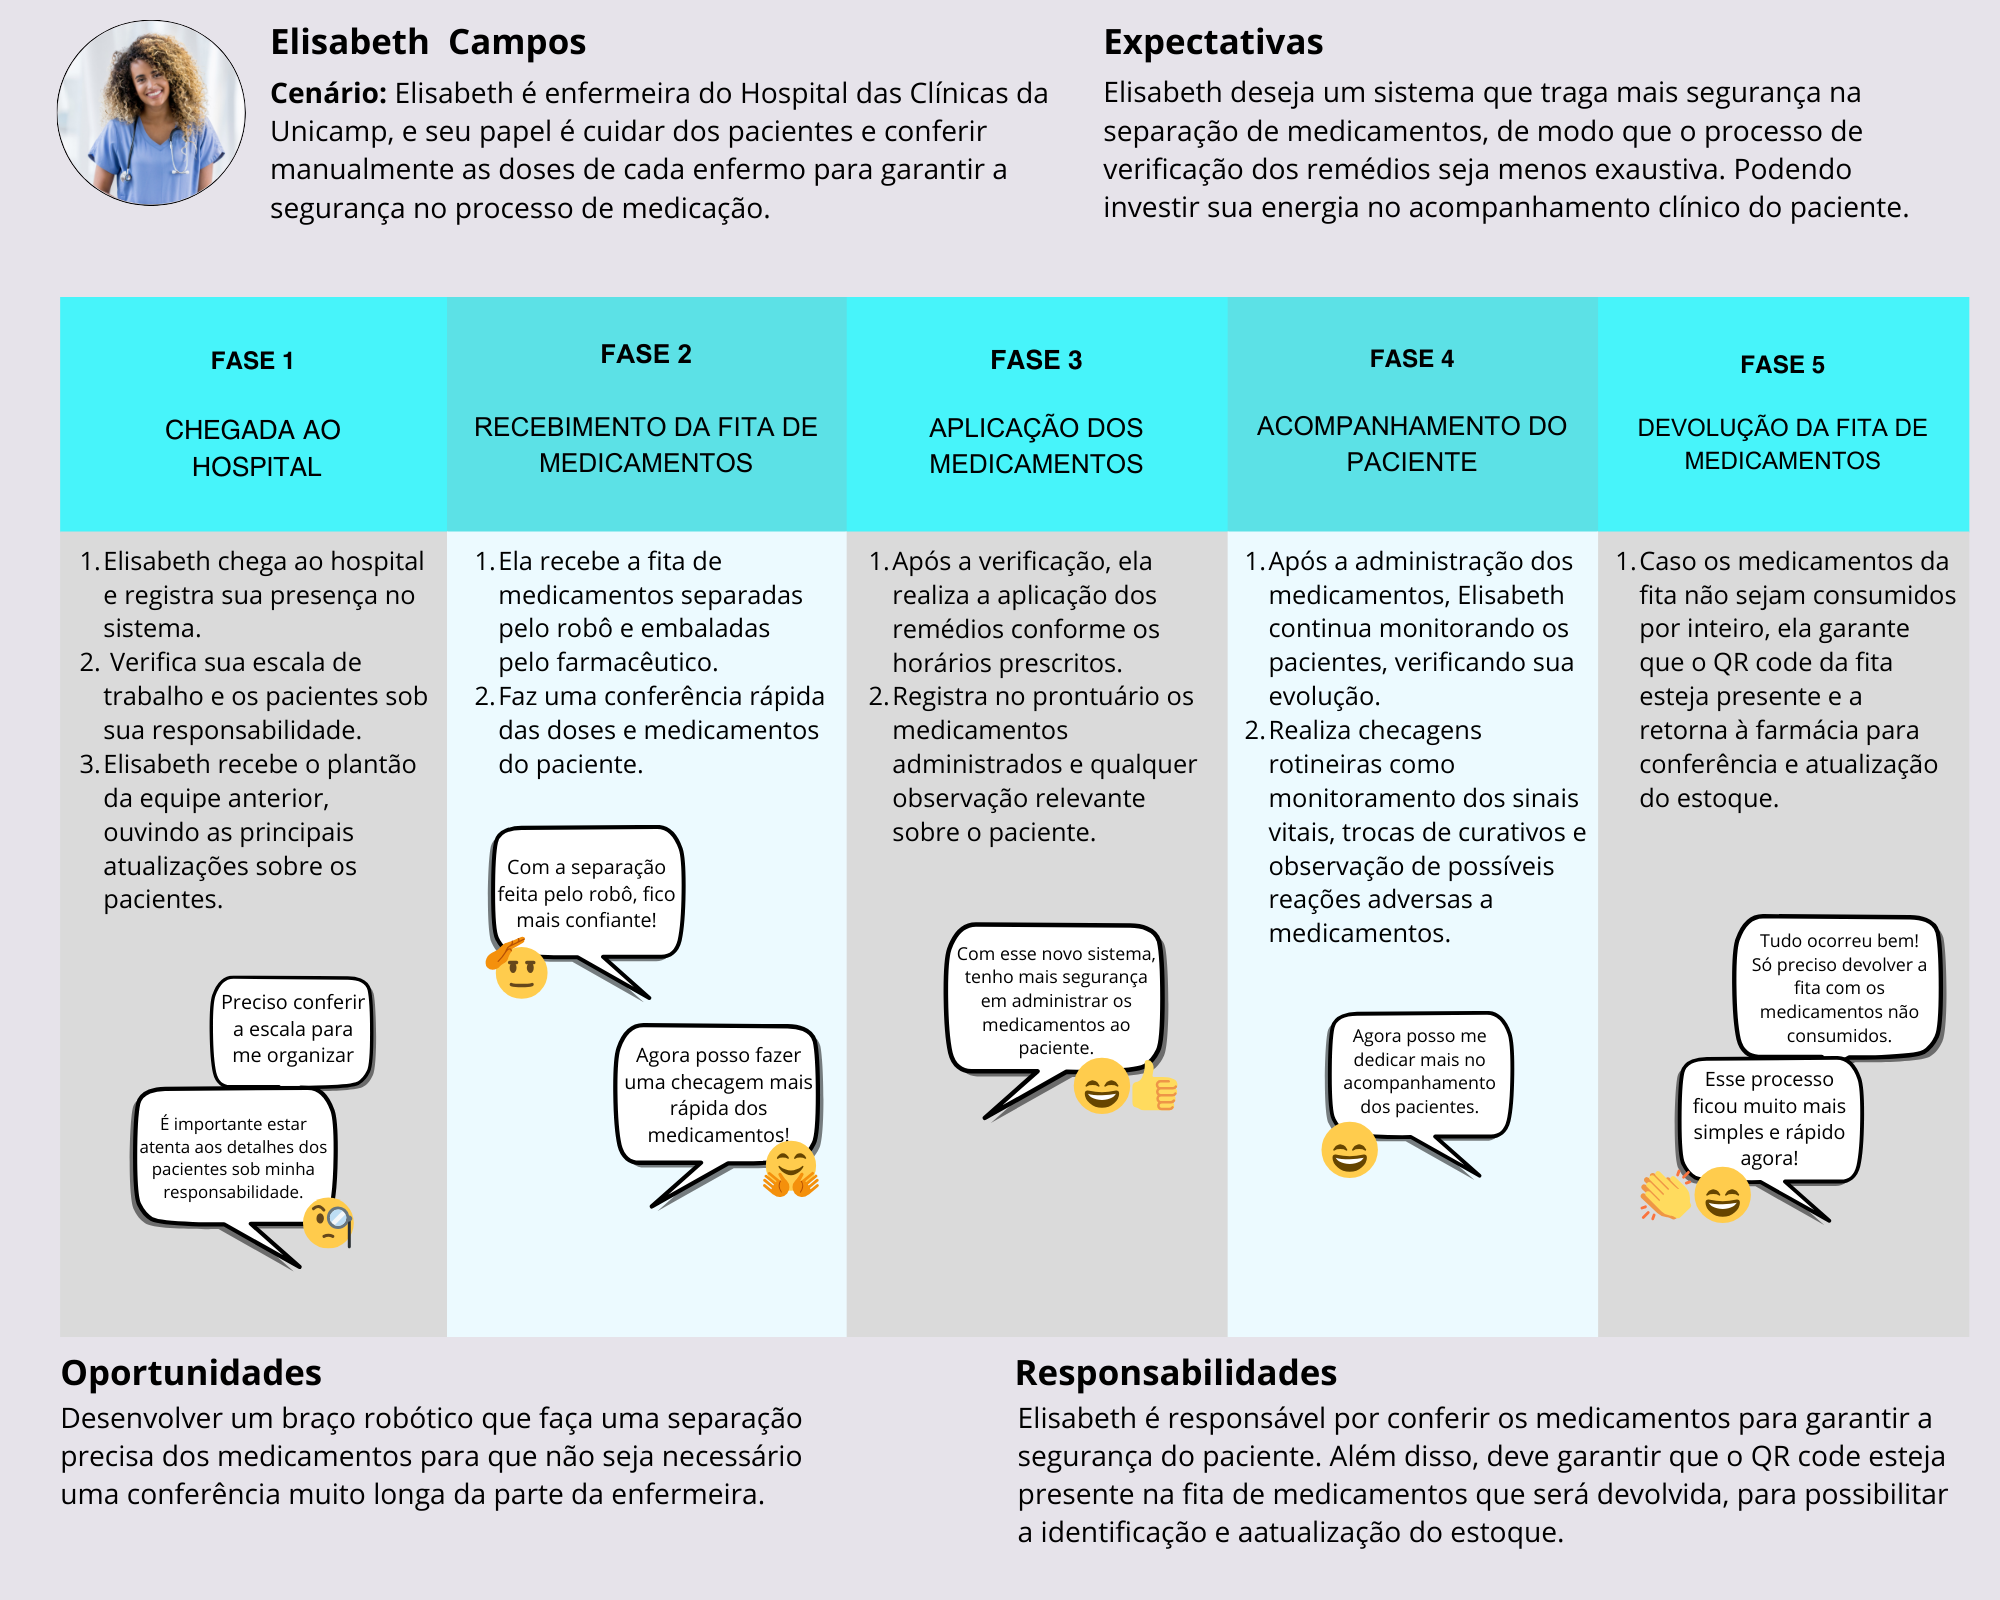 Elisabeth  Campos
Cenário: Elisabeth é enfermeira do Hospital das Clínicas da
Unicamp, e seu papel é cuidar dos pacientes e conferir
manualmente as doses de cada enfermo para garantir a
segurança no processo de medicação.
Expectativas
Elisabeth deseja um sistema que traga mais segurança na
separação de medicamentos, de modo que o processo de
verificação dos remédios seja menos exaustiva. Podendo
investir sua energia no acompanhamento clínico do paciente.
FASE 1
CHEGADA AO
HOSPITAL
1. Elisabeth chega ao hospital
e registra sua presença no
sistema.
2. Verifica sua escala de
trabalho e os pacientes sob
sua responsabilidade.
3. Elisabeth recebe o plantão
da equipe anterior,
ouvindo as principais
atualizações sobre os
pacientes.
Preciso conferir
a escala para
me organizar
É importante estar
atenta aos detalhes dos
pacientes sob minha
responsabilidade.
FASE 2
RECEBIMENTO DA FITA DE
MEDICAMENTOS
1. Ela recebe a fita de
medicamentos separadas
pelo robô e embaladas
pelo farmacêutico.
2. Faz uma conferência rápida
das doses e medicamentos
do paciente.
Com a separação
feita pelo robô, fico
mais confiante!
Agora posso fazer
uma checagem mais
rápida dos
medicamentos!
FASE 3
APLICAÇÃO DOS
MEDICAMENTOS
1. Após a verificação, ela
realiza a aplicação dos
remédios conforme os
horários prescritos.
2. Registra no prontuário os
medicamentos
administrados e qualquer
observação relevante
sobre o paciente.
Com esse novo sistema,
tenho mais segurança
em administrar os
medicamentos ao
paciente.
FASE 4
ACOMPANHAMENTO DO
PACIENTE
1. Após a administração dos
medicamentos, Elisabeth
continua monitorando os
pacientes, verificando sua
evolução.
2. Realiza checagens
rotineiras como
monitoramento dos sinais
vitais, trocas de curativos e
observação de possíveis
reações adversas a
medicamentos.
Agora posso me
dedicar mais no
acompanhamento
dos pacientes.
FASE 5
DEVOLUÇÃO DA FITA DE
MEDICAMENTOS
1. Caso os medicamentos da
fita não sejam consumidos
por inteiro, ela garante
que o QR code da fita
esteja presente e a
retorna à farmácia para
conferência e atualização
do estoque.
Tudo ocorreu bem!
Só preciso devolver a
fita com os
medicamentos não
consumidos.
Esse processo
ficou muito mais
simples e rápido
agora!
Oportunidades
Desenvolver um braço robótico que faça uma separação
precisa dos medicamentos para que não seja necessário
uma conferência muito longa da parte da enfermeira.
Responsabilidades
Elisabeth é responsável por conferir os medicamentos para garantir a
segurança do paciente. Além disso, deve garantir que o QR code esteja
presente na fita de medicamentos que será devolvida, para possibilitar
a identificação e aatualização do estoque.